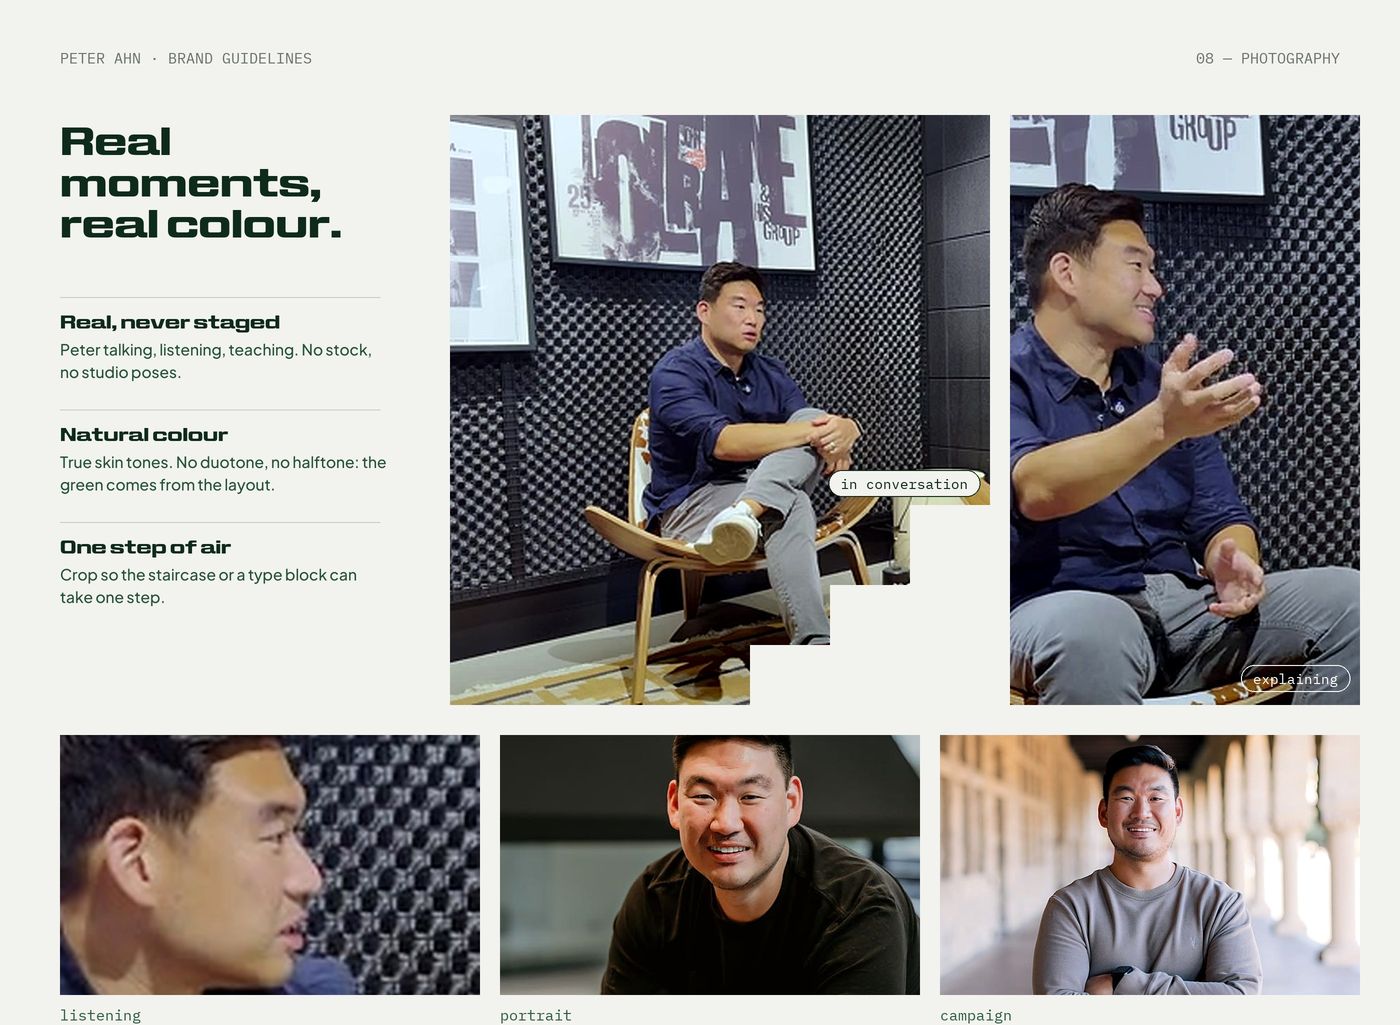 PETER AHN · BRAND GUIDELINES
08 — PHOTOGRAPHY
Real
moments,
real colour.
Real, never staged
Peter talking, listening, teaching. No stock,
no studio poses.
Natural colour
True skin tones. No duotone, no halftone: the
green comes from the layout.
One step of air
Crop so the staircase or a type block can
take one step.
25
GROUP
in conversation
GROUP
explaining
listening
portrait
campaign